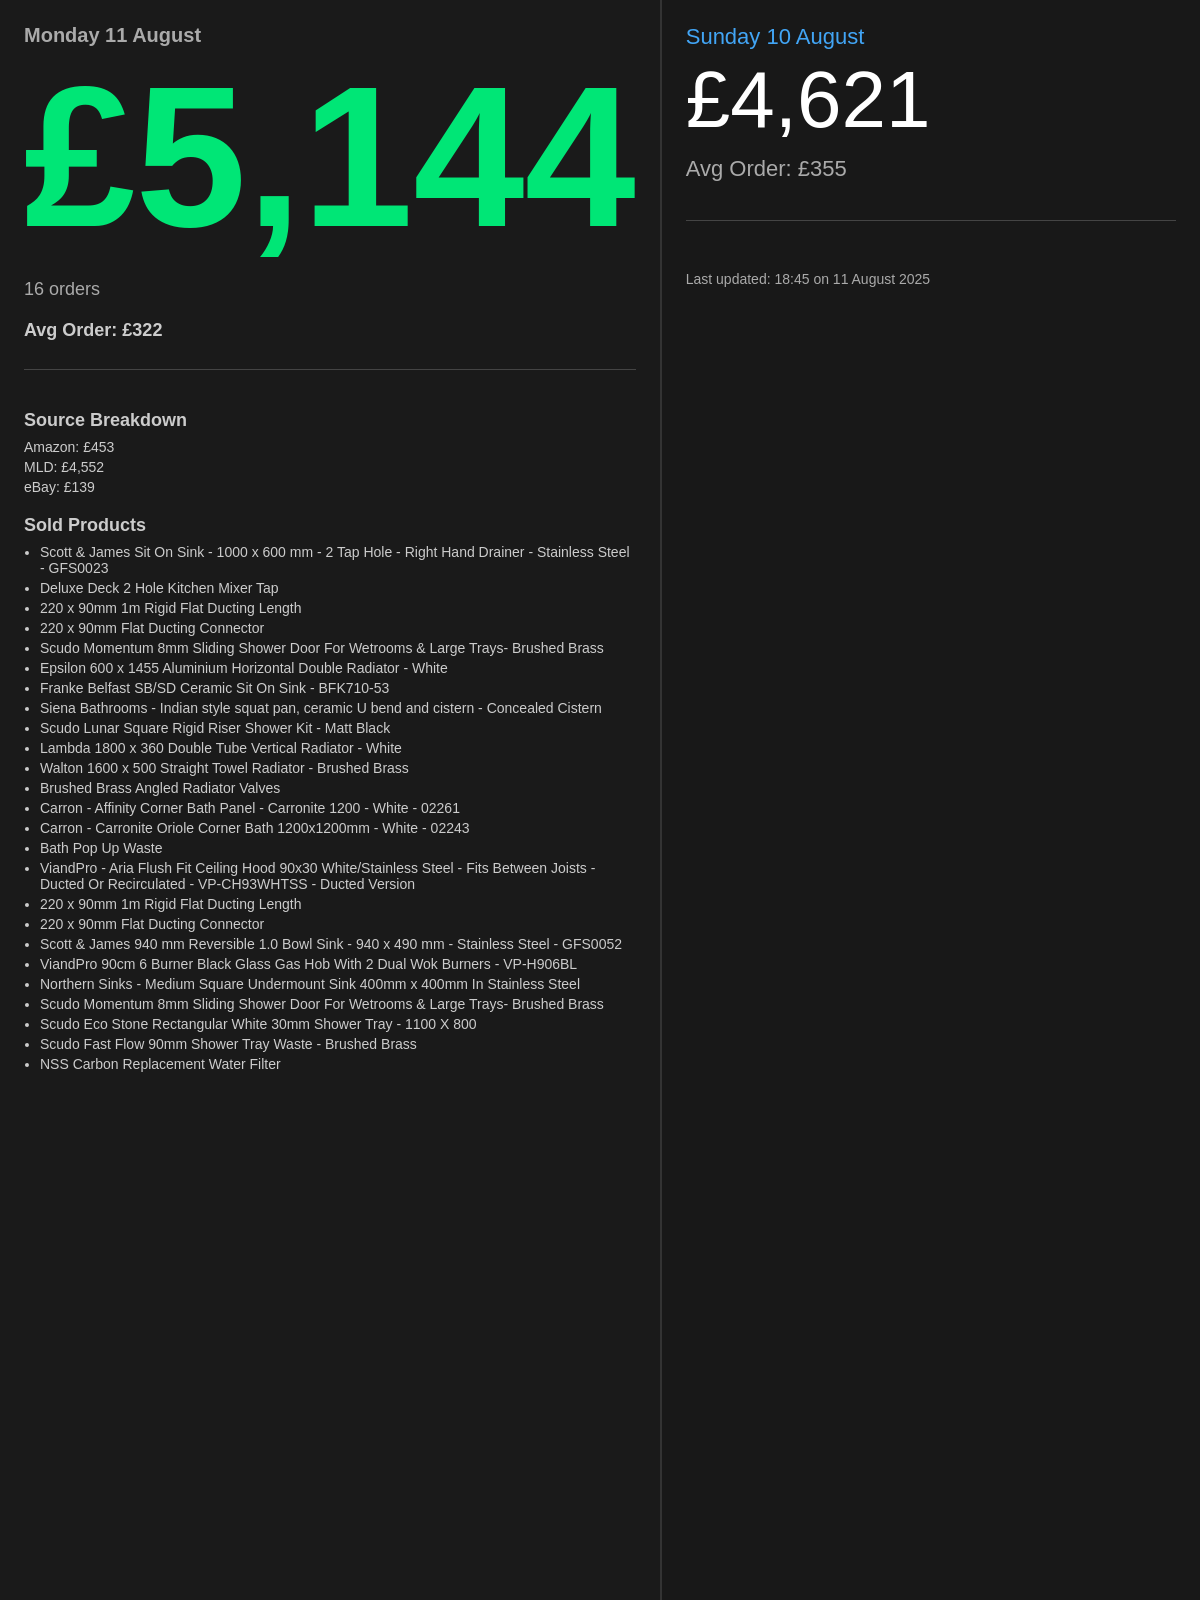 Monday 11 August
£5,144
16 orders
Avg Order: £322
Source Breakdown
Amazon: £453
MLD: £4,552
eBay: £139
Sold Products
• Scott & James Sit On Sink - 1000 x 600 mm - 2 Tap Hole - Right Hand Drainer - Stainless Steel
- GFS0023
• Deluxe Deck 2 Hole Kitchen Mixer Tap
• 220 x 90mm 1m Rigid Flat Ducting Length
• 220 x 90mm Flat Ducting Connector
• Scudo Momentum 8mm Sliding Shower Door For Wetrooms & Large Trays- Brushed Brass
• Epsilon 600 x 1455 Aluminium Horizontal Double Radiator - White
• Franke Belfast SB/SD Ceramic Sit On Sink - BFK710-53
• Siena Bathrooms - Indian style squat pan, ceramic U bend and cistern - Concealed Cistern
• Scudo Lunar Square Rigid Riser Shower Kit - Matt Black
• Lambda 1800 x 360 Double Tube Vertical Radiator - White
• Walton 1600 x 500 Straight Towel Radiator - Brushed Brass
• Brushed Brass Angled Radiator Valves
• Carron - Affinity Corner Bath Panel - Carronite 1200 - White - 02261
• Carron - Carronite Oriole Corner Bath 1200x1200mm - White - 02243
• Bath Pop Up Waste
• ViandPro - Aria Flush Fit Ceiling Hood 90x30 White/Stainless Steel - Fits Between Joists -
Ducted Or Recirculated - VP-CH93WHTSS - Ducted Version
• 220 x 90mm 1m Rigid Flat Ducting Length
• 220 x 90mm Flat Ducting Connector
• Scott & James 940 mm Reversible 1.0 Bowl Sink - 940 x 490 mm - Stainless Steel - GFS0052
• ViandPro 90cm 6 Burner Black Glass Gas Hob With 2 Dual Wok Burners - VP-H906BL
• Northern Sinks - Medium Square Undermount Sink 400mm x 400mm In Stainless Steel
• Scudo Momentum 8mm Sliding Shower Door For Wetrooms & Large Trays- Brushed Brass
• Scudo Eco Stone Rectangular White 30mm Shower Tray - 1100 X 800
• Scudo Fast Flow 90mm Shower Tray Waste - Brushed Brass
• NSS Carbon Replacement Water Filter
Sunday 10 August
£4,621
Avg Order: £355
Last updated: 18:45 on 11 August 2025